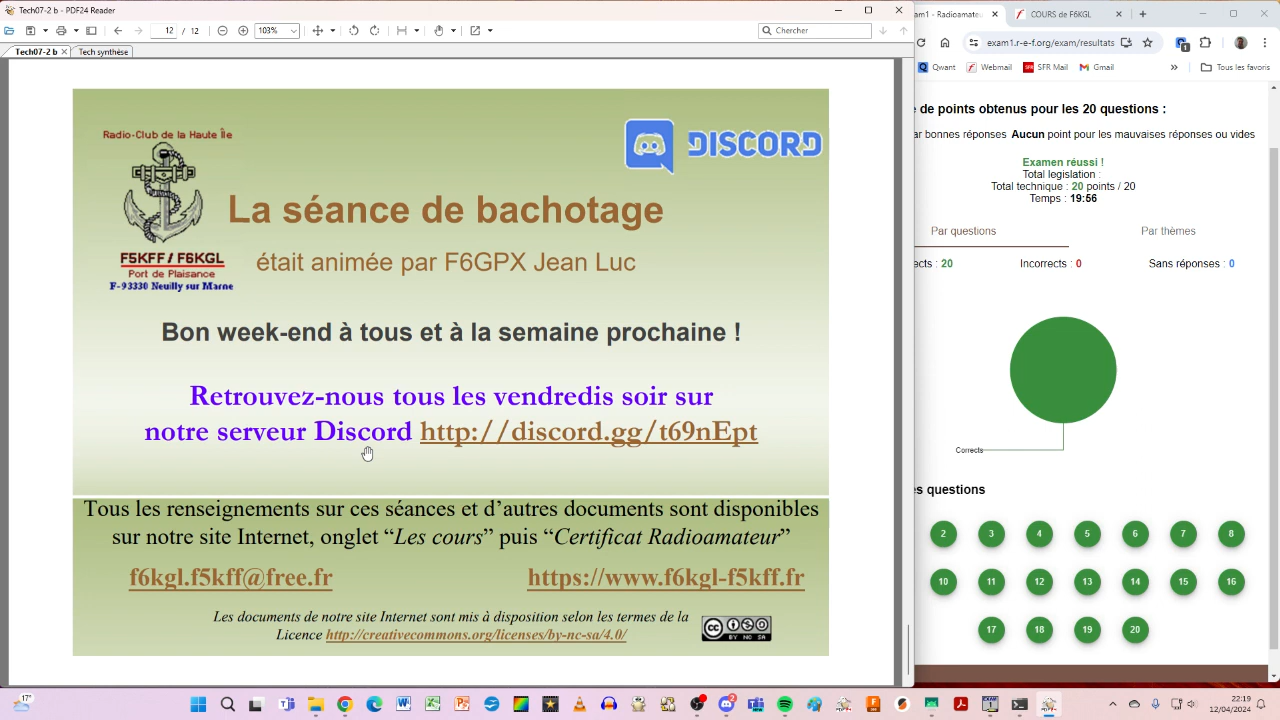 Tech07-2 b - PDF24 Reader
12 / 12
103%
Chercher
Tech07-2 b
Tech synthèse
Radio-Club de la Haute Île
F5KFF / F6KGL
Port de Plaisance
F-93330 Neuilly sur Marne
DISCORD
La séance de bachotage
était animée par F6GPX Jean Luc
Bon week-end à tous et à la semaine prochaine !
Retrouvez-nous tous les vendredis soir sur
notre serveur Discord http://discord.gg/t69nEpt
Tous les renseignements sur ces séances et d’autres documents sont disponibles
sur notre site Internet, onglet “Les cours” puis “Certificat Radioamateur”
f6kgl.f5kff@free.fr
https://www.f6kgl-f5kff.fr
Les documents de notre site Internet sont mis à disposition selon les termes de la
Licence http://creativecommons.org/licenses/by-nc-sa/4.0/
cc BY NC SA
am1 - Radioamateu
COURS de F6KGL
exam1.r-e-f.org/exam/resultats
Qwant
Webmail
SFR Mail
Gmail
Tous les favoris
e de points obtenus pour les 20 questions :
ar bonnes réponses Aucun point pour les mauvaises réponses ou vides
Examen réussi !
Total legislation :
Total technique : 20 points / 20
Temps : 19:56
Par questions
Par thèmes
ects : 20
Incorrects : 0
Sans réponses : 0
Corrects
es questions
2 3 4 5 6 7 8
10 11 12 13 14 15 16
17 18 19 20
17°
22:19
12/04/2024